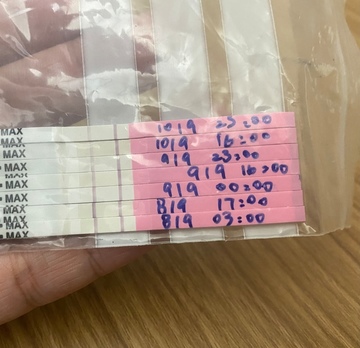 MAX 10/9 23:00
MAX 10/9 16:00
MAX 9/9 23:00
MAX 9/9 16:00
MAX 9/9 00:00
MAX 8/9 17:00
MAX 8/9 03:00